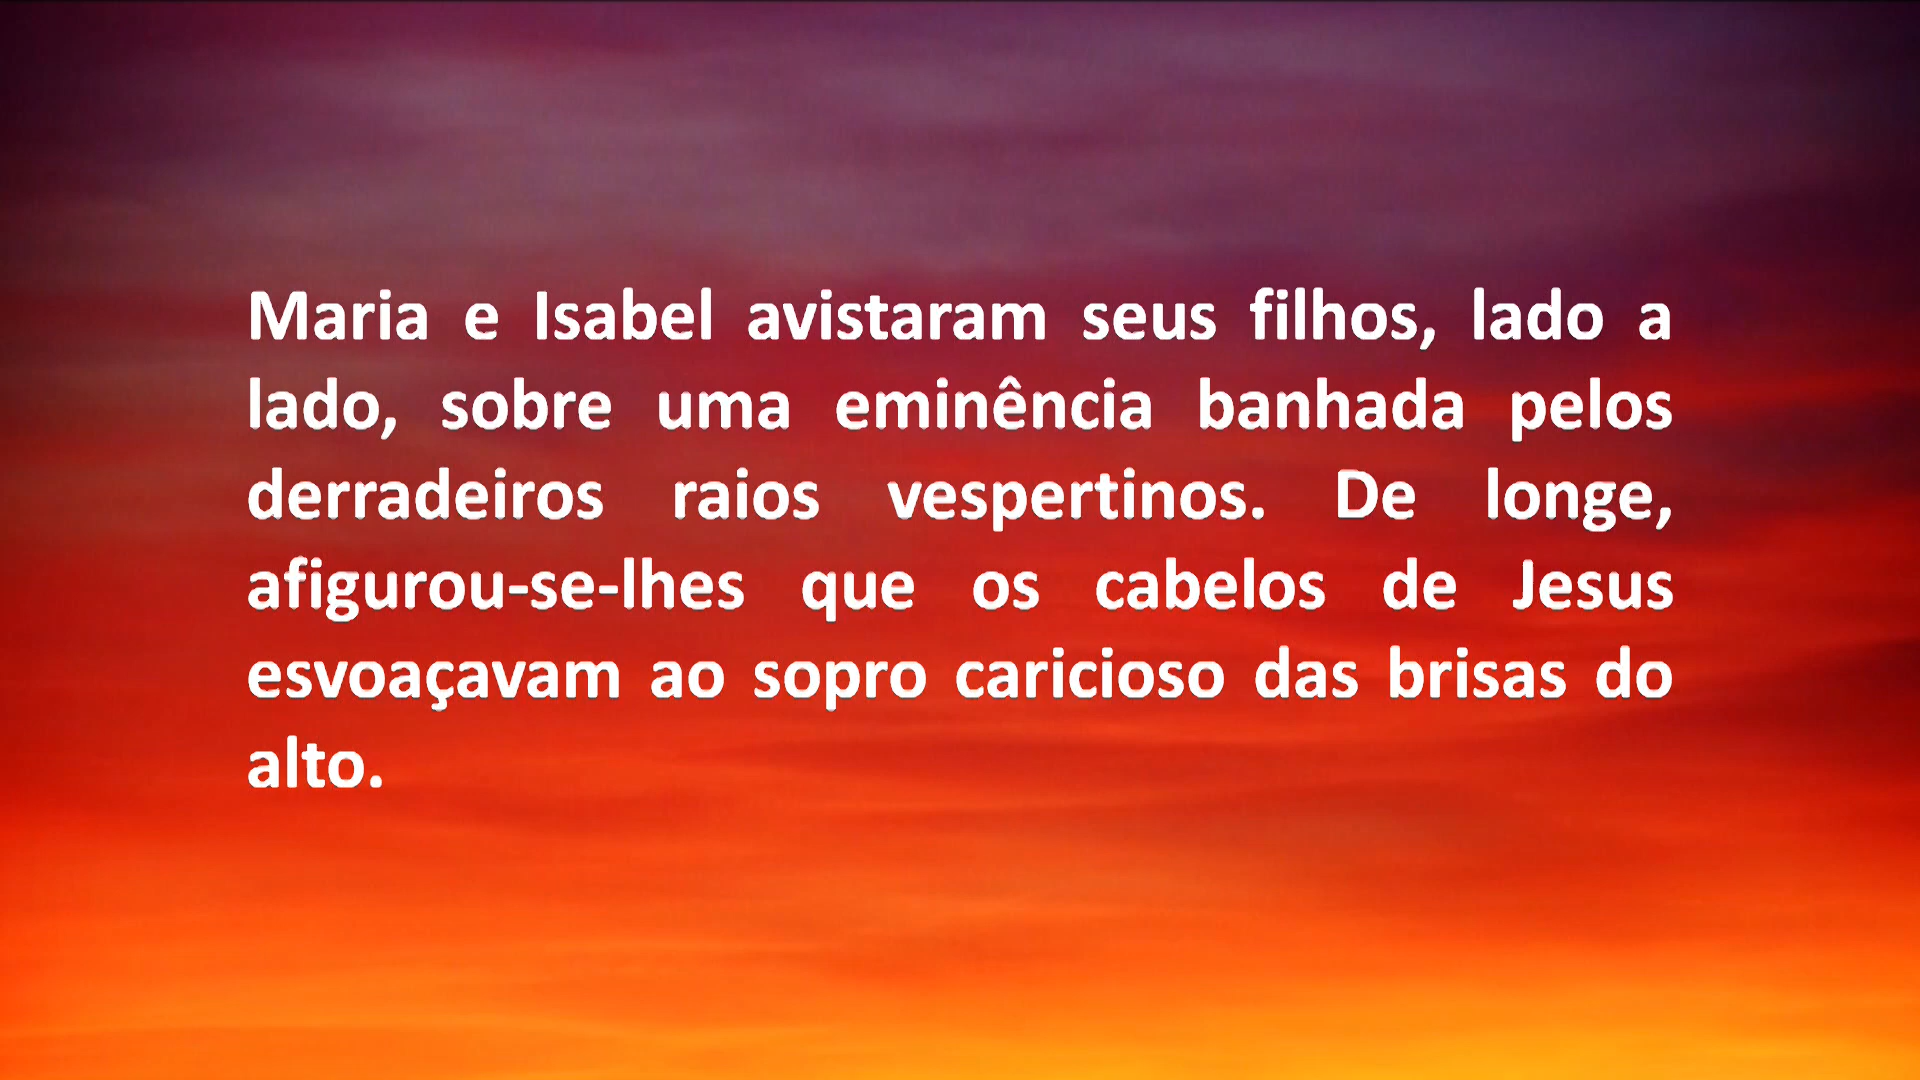 Maria e Isabel avistaram seus filhos, lado a
lado, sobre uma eminência banhada pelos
derradeiros raios vespertinos. De longe,
afigurou-se-lhes que os cabelos de Jesus
esvoaçavam ao sopro caricioso das brisas do
alto.